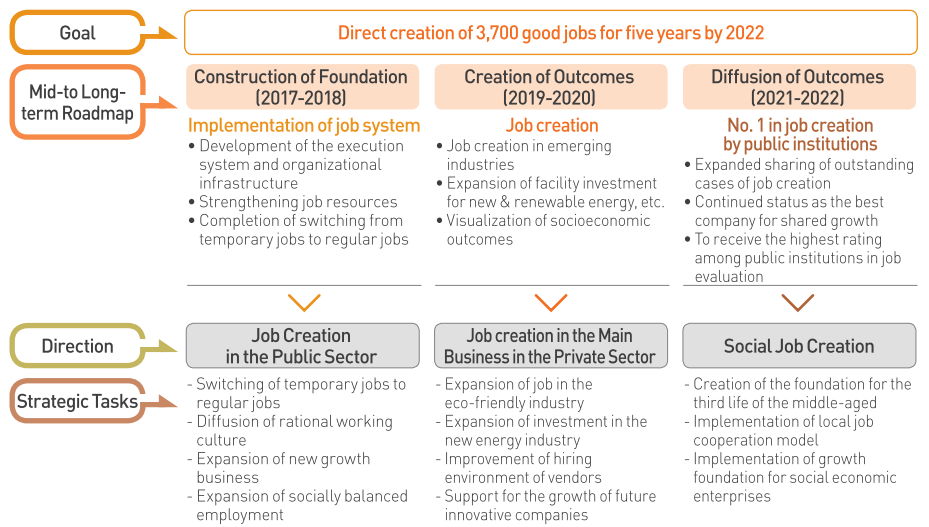 Goal
Direct creation of 3,700 good jobs for five years by 2022
Mid-to Long-
term Roadmap
Construction of Foundation
(2017-2018)
Implementation of job system
• Development of the execution
system and organizational
infrastructure
• Strengthening job resources
• Completion of switching from
temporary jobs to regular jobs
Creation of Outcomes
(2019-2020)
Job creation
• Job creation in emerging
industries
• Expansion of facility investment
for new & renewable energy, etc.
• Visualization of socioeconomic
outcomes
Diffusion of Outcomes
(2021-2022)
No. 1 in job creation
by public institutions
• Expanded sharing of outstanding
cases of job creation
• Continued status as the best
company for shared growth
• To receive the highest rating
among public institutions in job
evaluation
Direction
Job Creation
in the Public Sector
Job creation in the Main
Business in the Private Sector
Social Job Creation
Strategic Tasks
- Switching of temporary jobs to
regular jobs
- Diffusion of rational working
culture
- Expansion of new growth
business
- Expansion of socially balanced
employment
- Expansion of job in the
eco-friendly industry
- Expansion of investment in the
new energy industry
- Improvement of hiring
environment of vendors
- Support for the growth of future
innovative companies
- Creation of the foundation for the
third life of the middle-aged
- Implementation of local job
cooperation model
- Implementation of growth
foundation for social economic
enterprises